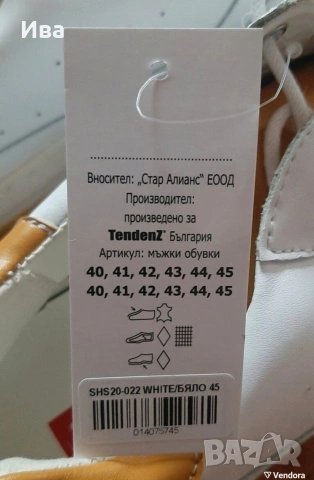 Ива
Вносител: „Стар Алианс" ЕООД
Производител:
произведено за
TendenZ® България
Артикул: мъжки обувки
40, 41, 42, 43, 44, 45
40, 41, 42, 43, 44, 45
SHS20-022 WHITE/БЯЛО 45
014075745
BAZAR
Vendora